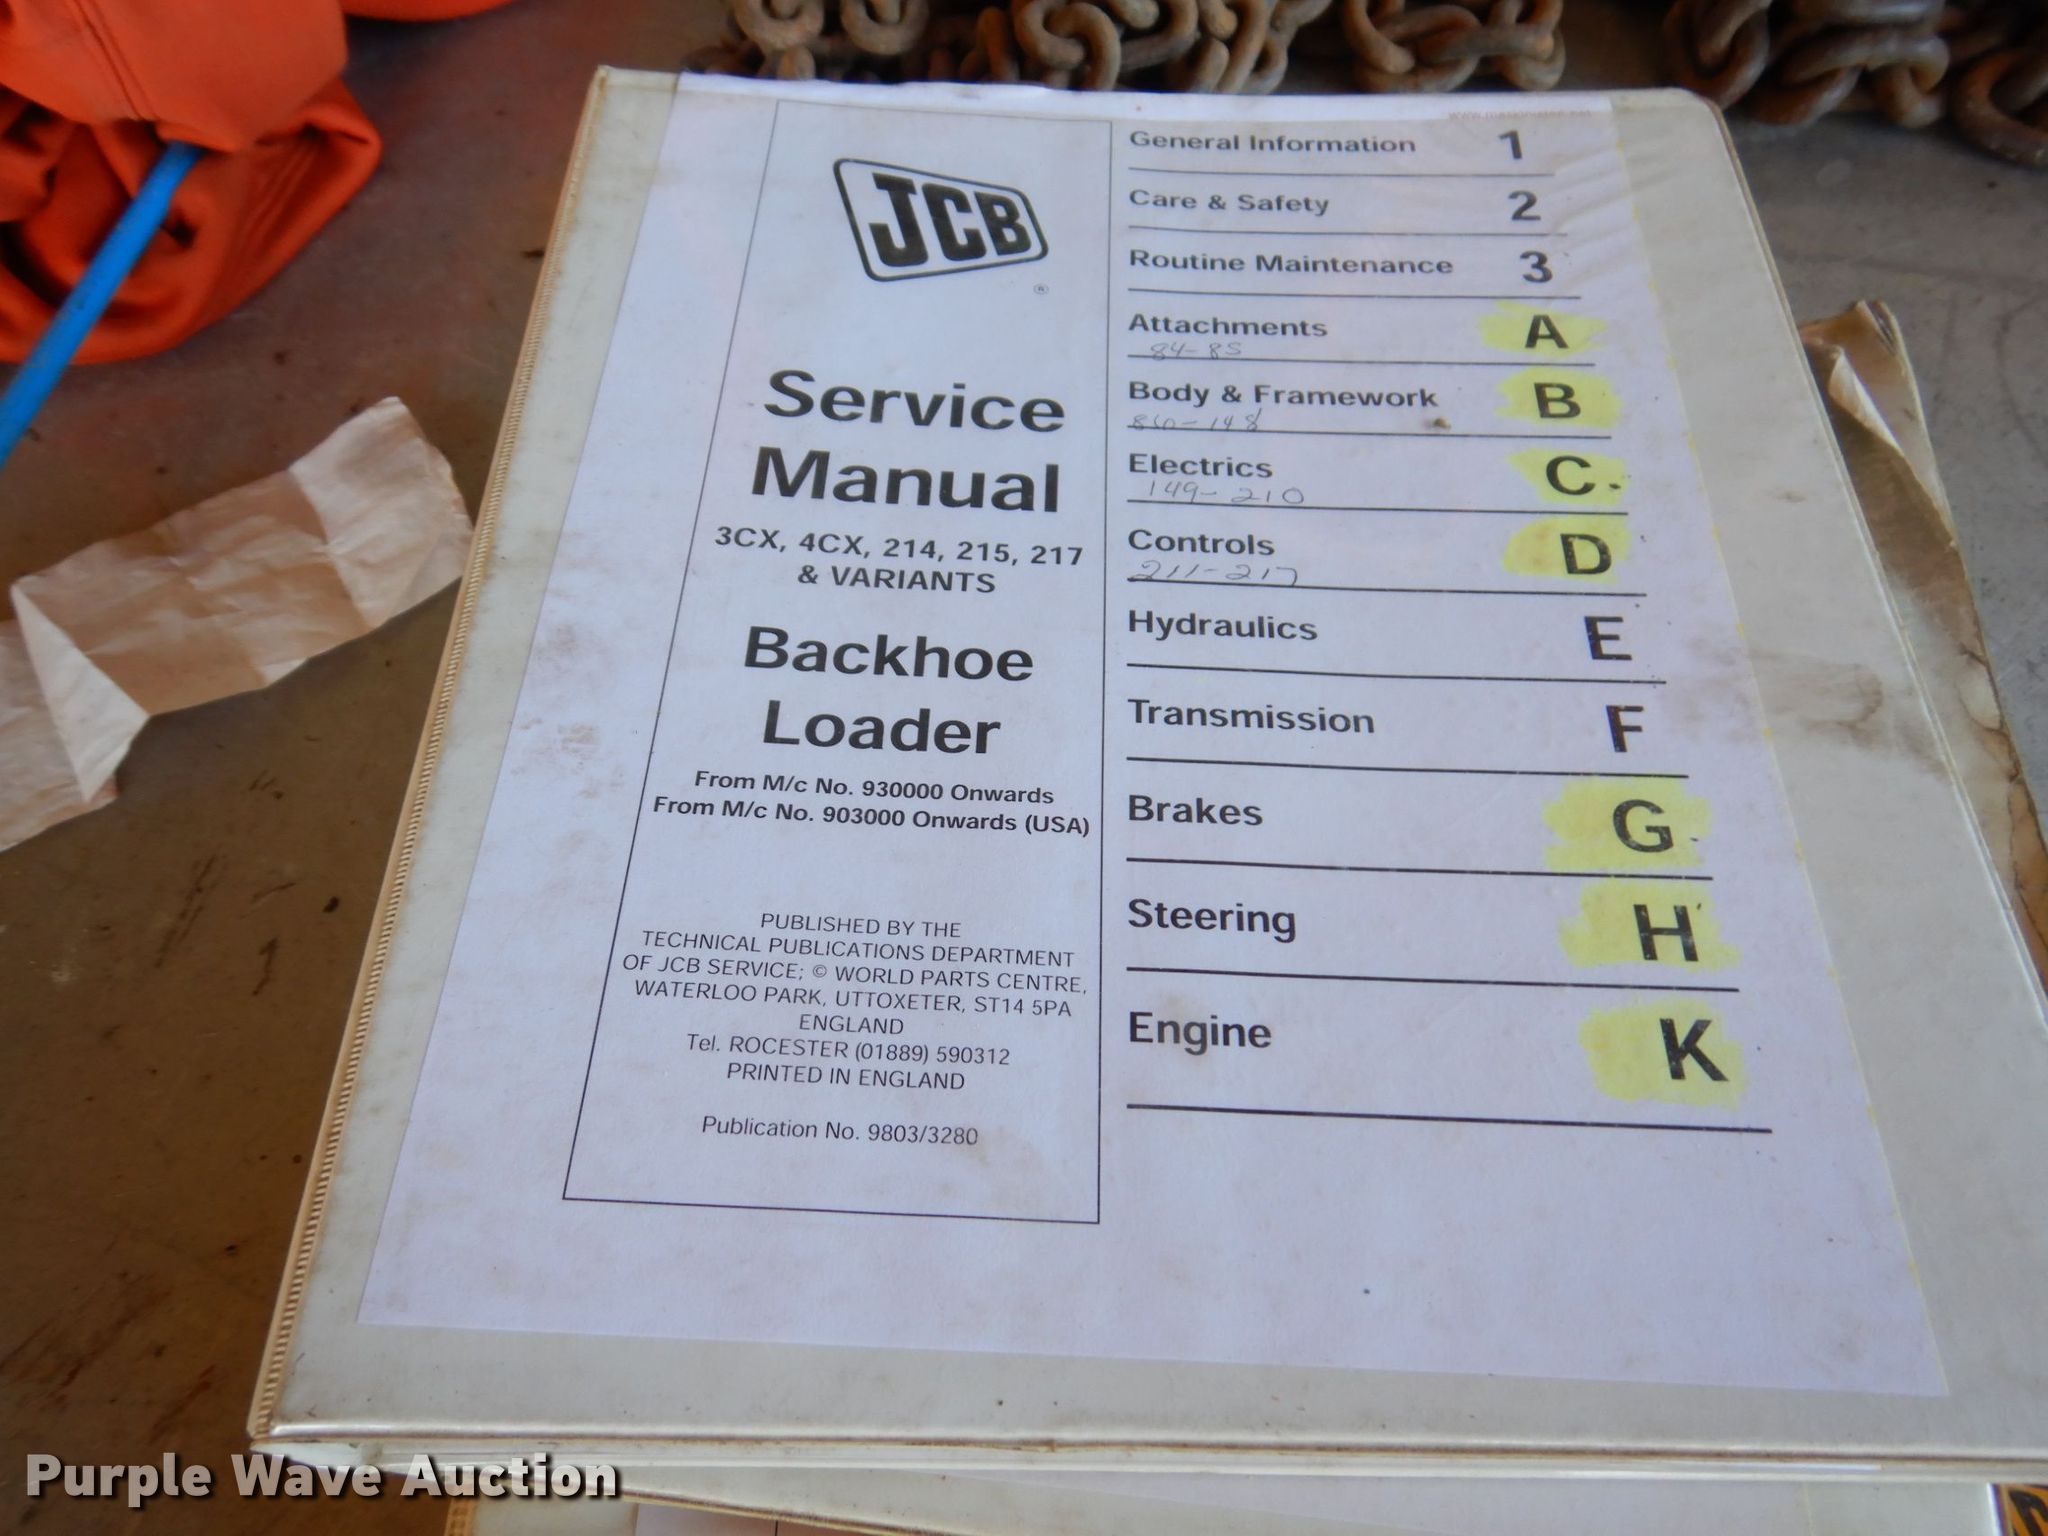 JCB
®
Service
Manual
3CX, 4CX, 214, 215, 217
& VARIANTS
Backhoe
Loader
From M/c No. 930000 Onwards
From M/c No. 903000 Onwards (USA)
PUBLISHED BY THE
TECHNICAL PUBLICATIONS DEPARTMENT
OF JCB SERVICE; © WORLD PARTS CENTRE,
WATERLOO PARK, UTTOXETER, ST14 5PA
ENGLAND
Tel. ROCESTER (01889) 590312
PRINTED IN ENGLAND
Publication No. 9803/3280
General Information 1
Care & Safety 2
Routine Maintenance 3
Attachments A
84-85
Body & Framework B
Electrics C
149-210
Controls D
211-217
Hydraulics E
Transmission F
Brakes G
Steering H
Engine K
Purple Wave Auction